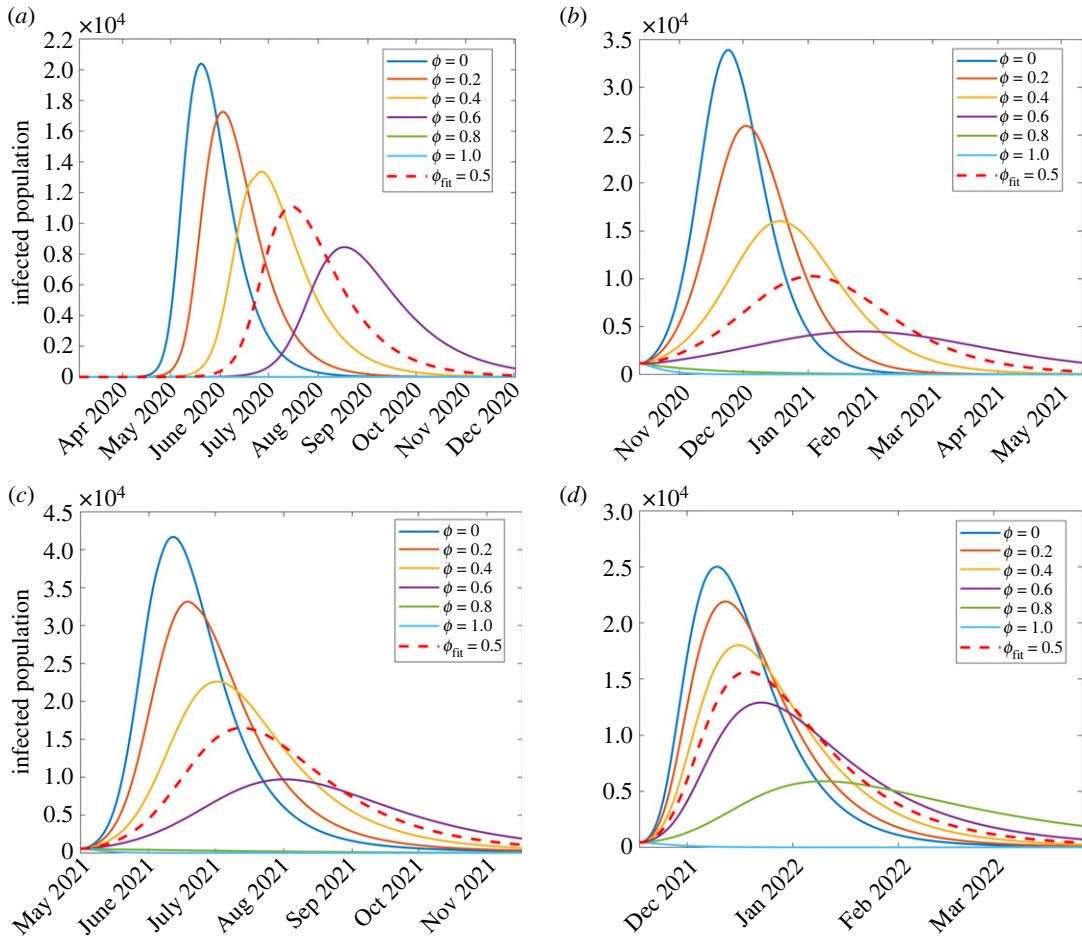 (a)
×10⁴
2.2
2.0
1.8
1.6
1.4
1.2
1.0
0.8
0.6
0.4
0.2
0
infected population
ϕ = 0
ϕ = 0.2
ϕ = 0.4
ϕ = 0.6
ϕ = 0.8
ϕ = 1.0
ϕfit = 0.5
Apr 2020
May 2020
June 2020
July 2020
Aug 2020
Sep 2020
Oct 2020
Nov 2020
Dec 2020
(b)
×10⁴
3.5
3.0
2.5
2.0
1.5
1.0
0.5
0
ϕ = 0
ϕ = 0.2
ϕ = 0.4
ϕ = 0.6
ϕ = 0.8
ϕ = 1.0
ϕfit = 0.5
Nov 2020
Dec 2020
Jan 2021
Feb 2021
Mar 2021
Apr 2021
May 2021
(c)
×10⁴
4.5
4.0
3.5
3.0
2.5
2.0
1.5
1.0
0.5
0
infected population
ϕ = 0
ϕ = 0.2
ϕ = 0.4
ϕ = 0.6
ϕ = 0.8
ϕ = 1.0
ϕfit = 0.5
May 2021
June 2021
July 2021
Aug 2021
Sep 2021
Oct 2021
Nov 2021
(d)
×10⁴
3.0
2.5
2.0
1.5
1.0
0.5
0
ϕ = 0
ϕ = 0.2
ϕ = 0.4
ϕ = 0.6
ϕ = 0.8
ϕ = 1.0
ϕfit = 0.5
Dec 2021
Jan 2022
Feb 2022
Mar 2022